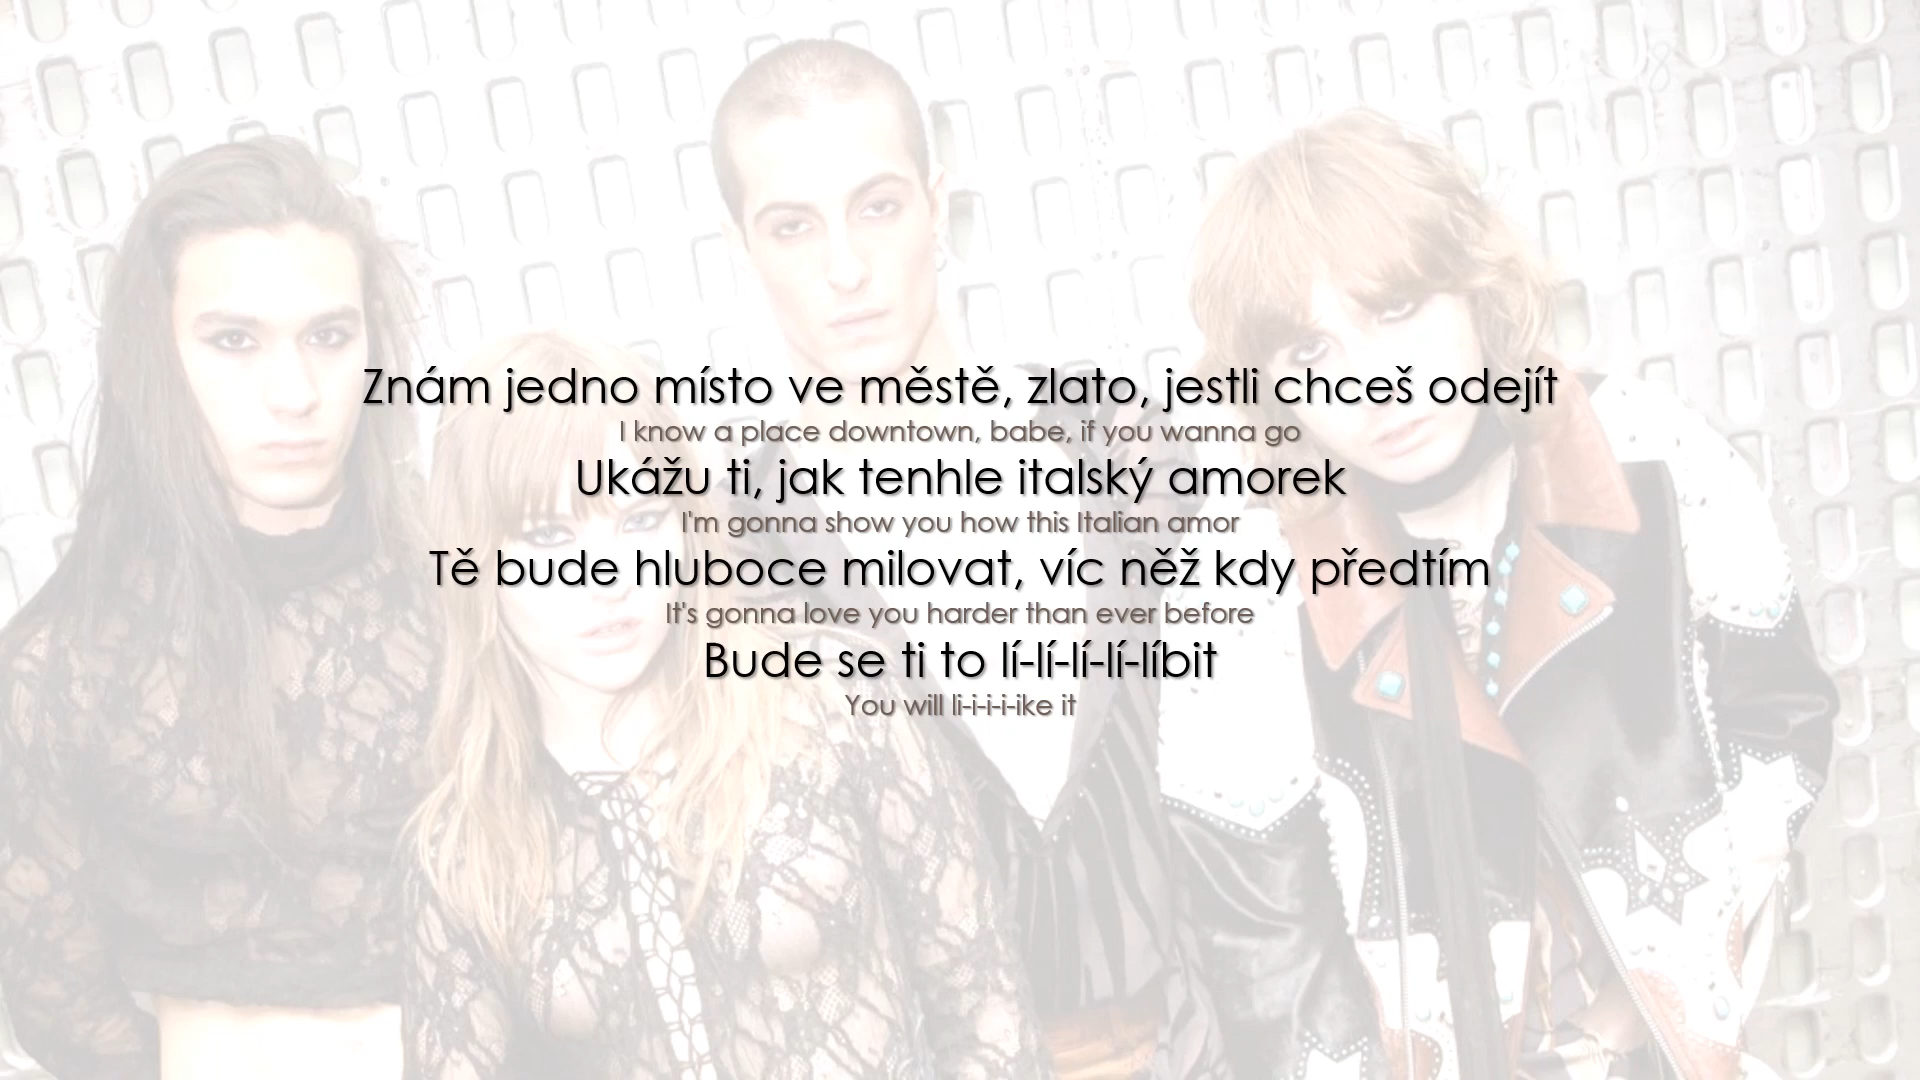 Znám jedno místo ve městě, zlato, jestli chceš odejít
I know a place downtown, babe, if you wanna go
Ukážu ti, jak tenhle italský amorek
I'm gonna show you how this Italian amor
Tě bude hluboce milovat, víc něž kdy předtím
It's gonna love you harder than ever before
Bude se ti to lí-lí-lí-lí-líbit
You will li-i-i-i-ike it